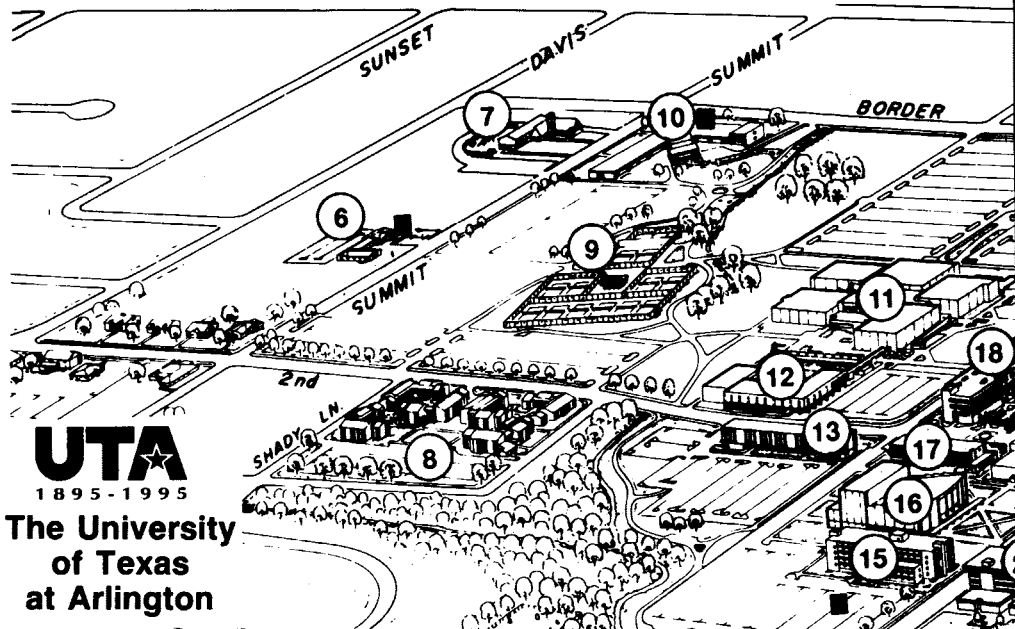 SUNSET
DAVIS
SUMMIT
BORDER
7
10
6
9
SUMMIT
11
18
12
2nd
SHADY LN.
13
8
17
16
15
UTA
1895-1995
The University
of Texas
at Arlington